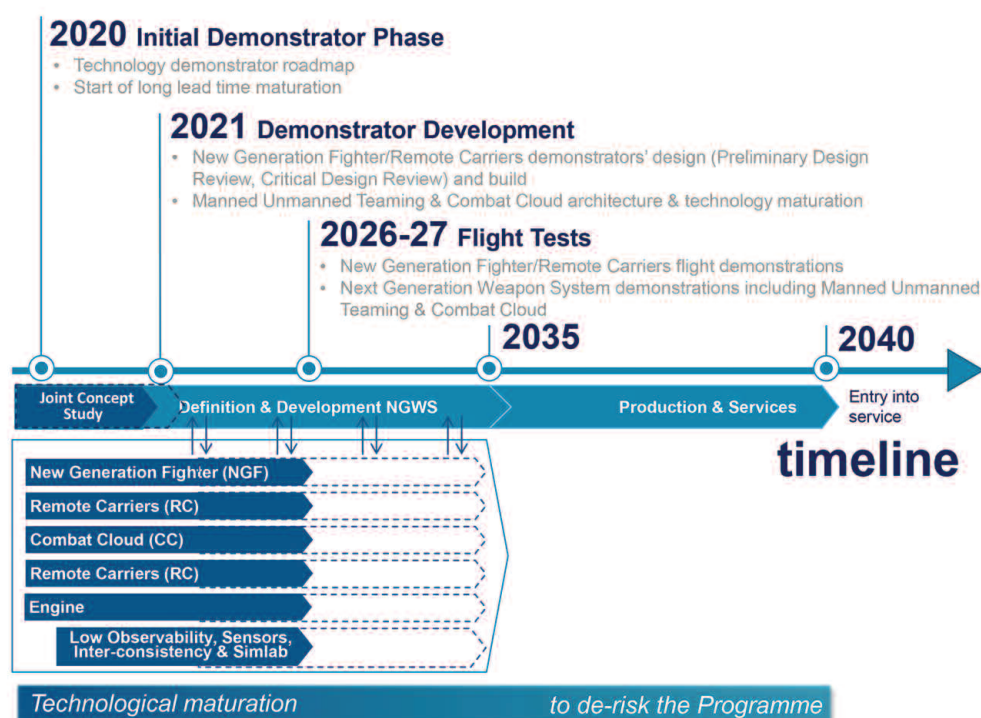 2020 Initial Demonstrator Phase
• Technology demonstrator roadmap
• Start of long lead time maturation
2021 Demonstrator Development
• New Generation Fighter/Remote Carriers demonstrators' design (Preliminary Design
Review, Critical Design Review) and build
• Manned Unmanned Teaming & Combat Cloud architecture & technology maturation
2026-27 Flight Tests
• New Generation Fighter/Remote Carriers flight demonstrations
• Next Generation Weapon System demonstrations including Manned Unmanned
Teaming & Combat Cloud
2035
2040
Joint Concept
Study
Definition & Development NGWS
Production & Services
Entry into
service
timeline
New Generation Fighter (NGF)
Remote Carriers (RC)
Combat Cloud (CC)
Remote Carriers (RC)
Engine
Low Observability, Sensors,
Inter-consistency & Simlab
Technological maturation to de-risk the Programme